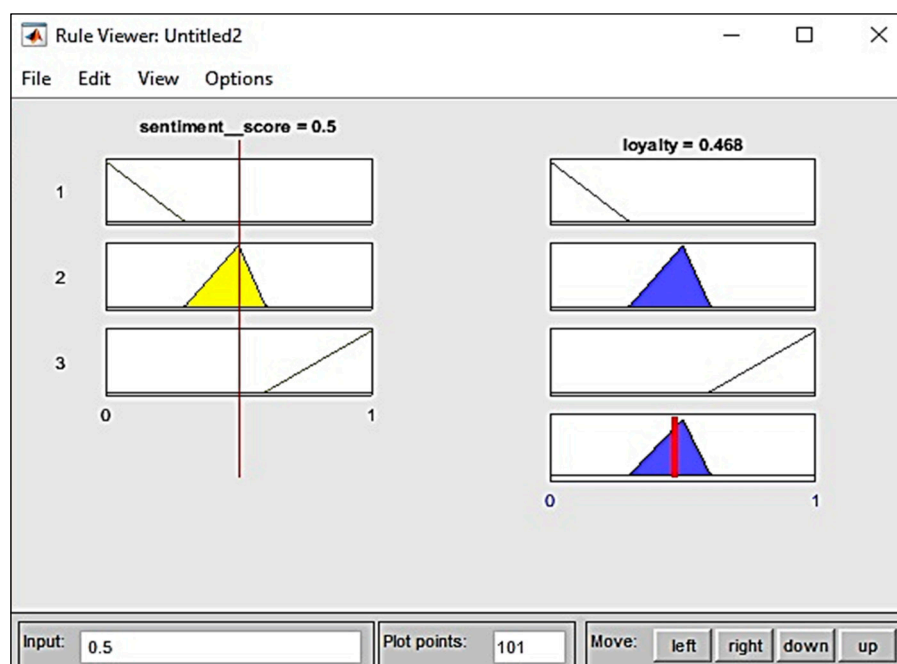 Rule Viewer: Untitled2
File Edit View Options
sentiment__score = 0.5
loyalty = 0.468
1
2
3
0 1
0 1
Input: 0.5 Plot points: 101 Move: left right down up